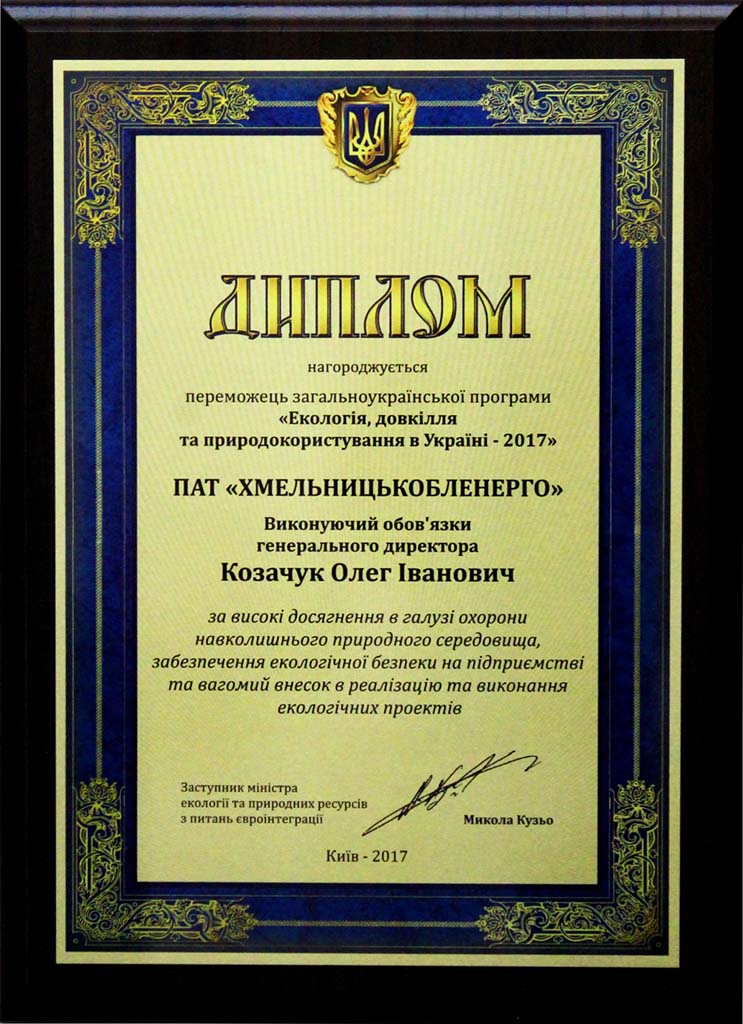 ДИПЛОМ
нагороджується
переможець загальноукраїнської програми
«Екологія, довкілля
та природокористування в Україні - 2017»
ПАТ «ХМЕЛЬНИЦЬКОБЛЕНЕРГО»
Виконуючий обов'язки
генерального директора
Козачук Олег Іванович
за високі досягнення в галузі охорони
навколишнього природного середовища,
забезпечення екологічної безпеки на підприємстві
та вагомий внесок в реалізацію та виконання
екологічних проектів
Заступник міністра
екології та природних ресурсів
з питань євроінтеграції
Микола Кузьо
Київ - 2017